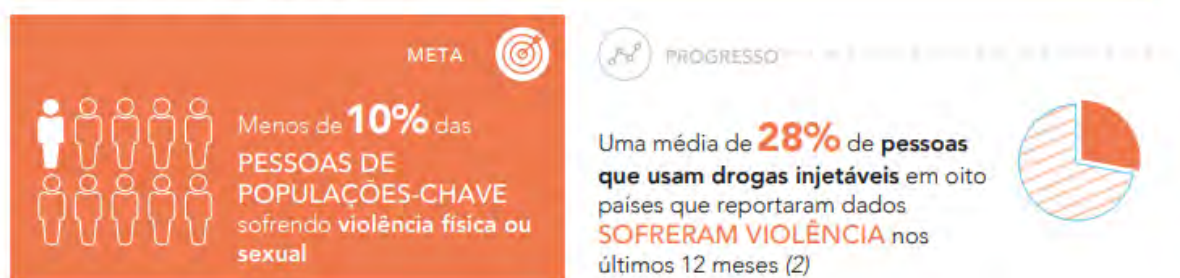 META
Menos de 10% das
PESSOAS DE
POPULAÇÕES-CHAVE
sofrendo violência física ou
sexual
PROGRESSO
Uma média de 28% de pessoas
que usam drogas injetáveis em oito
países que reportaram dados
SOFRERAM VIOLÊNCIA nos
últimos 12 meses (2)